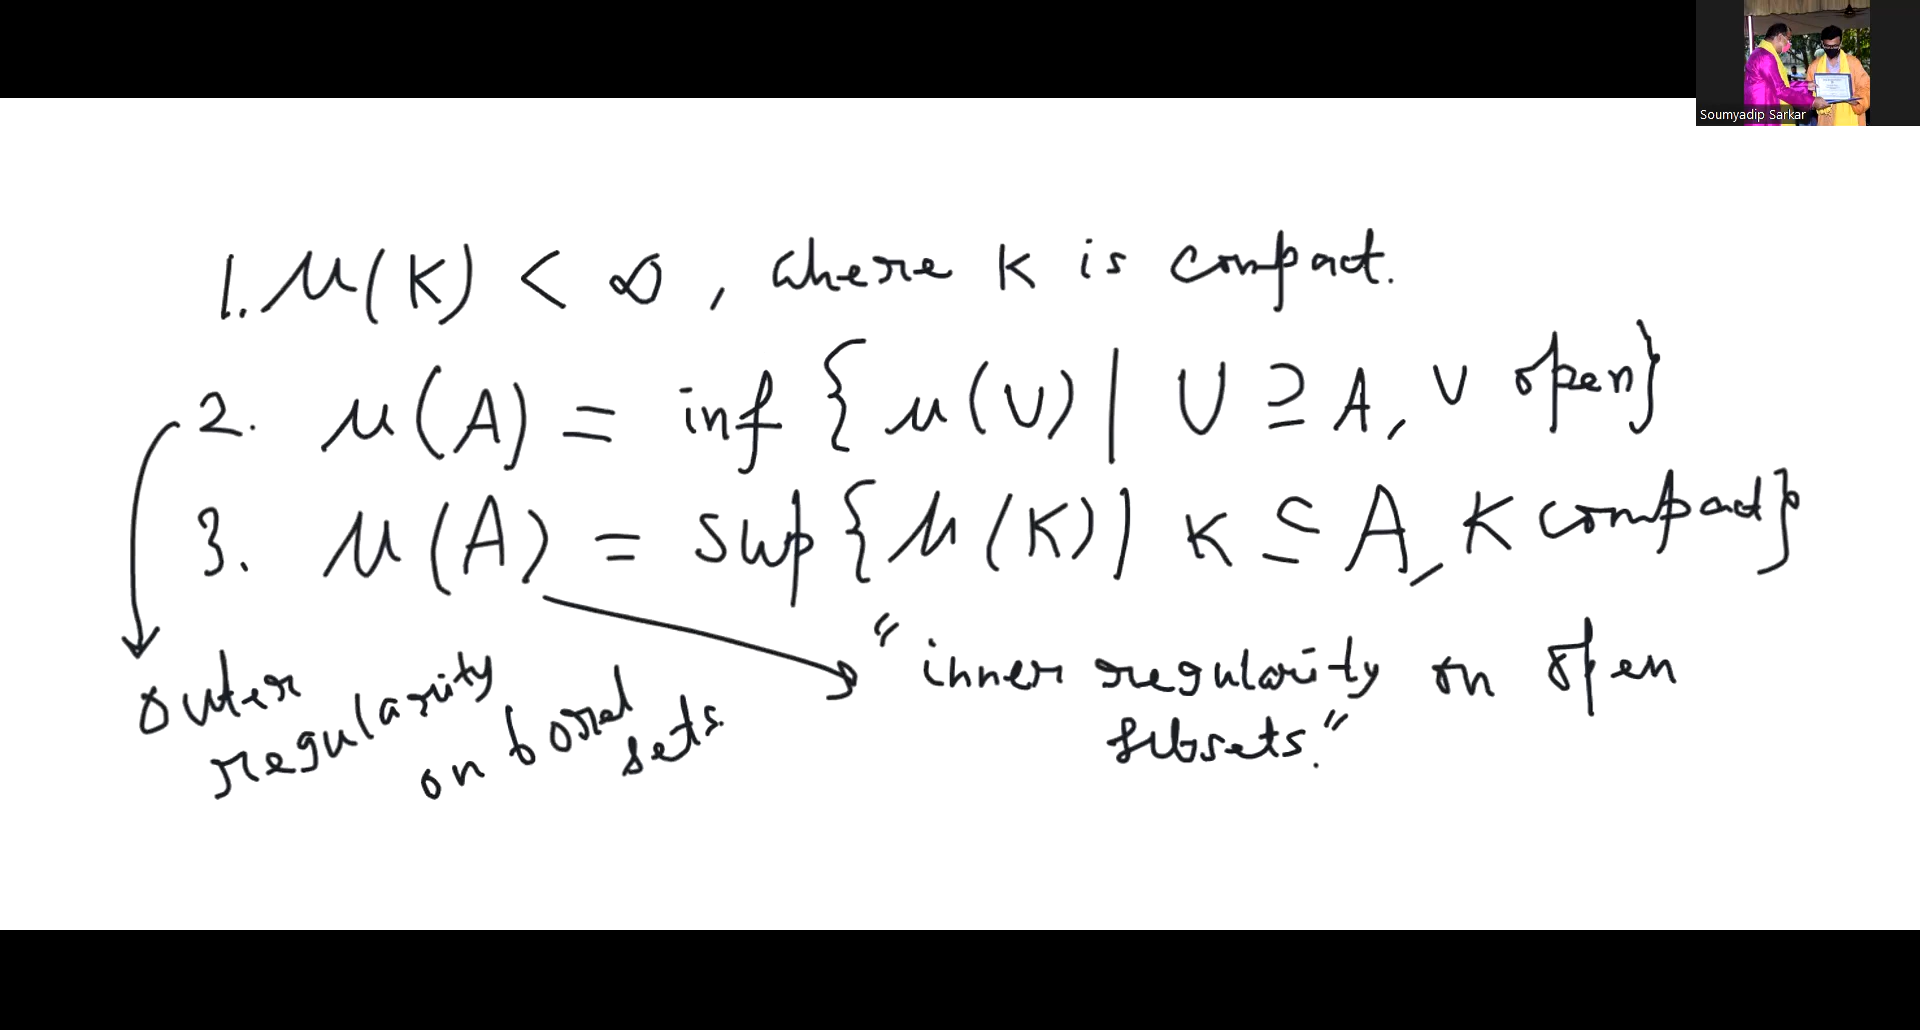 Soumyadip Sarkar
1. μ(K) < ∞, where K is compact.
2. μ(A) = inf {μ(U) | U ⊇ A, U open}
3. μ(A) = sup {μ(K) | K ⊆ A, K compact}
outer
regularity
on borel
sets.
"inner regularity on open
subsets."